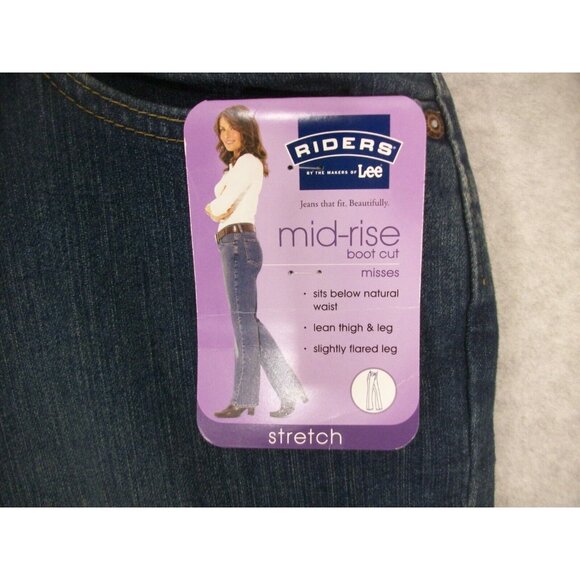 RIDERS
BY THE MAKERS OF Lee
Jeans that fit. Beautifully.
mid-rise
boot cut
misses
• sits below natural
waist
• lean thigh & leg
• slightly flared leg
stretch